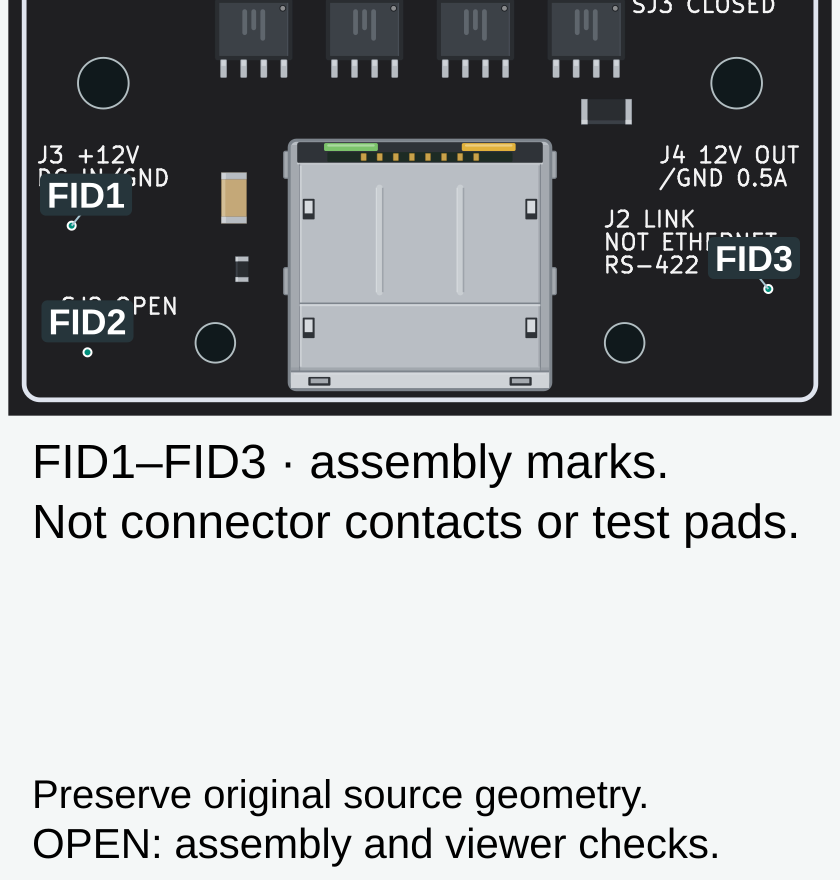 SJ3 CLOSED
J3 +12V
GND
FID1
OPEN
FID2
J4 12V OUT
/GND 0.5A
J2 LINK
NOT
RS-422
FID3
FID1–FID3 · assembly marks.
Not connector contacts or test pads.
Preserve original source geometry.
OPEN: assembly and viewer checks.